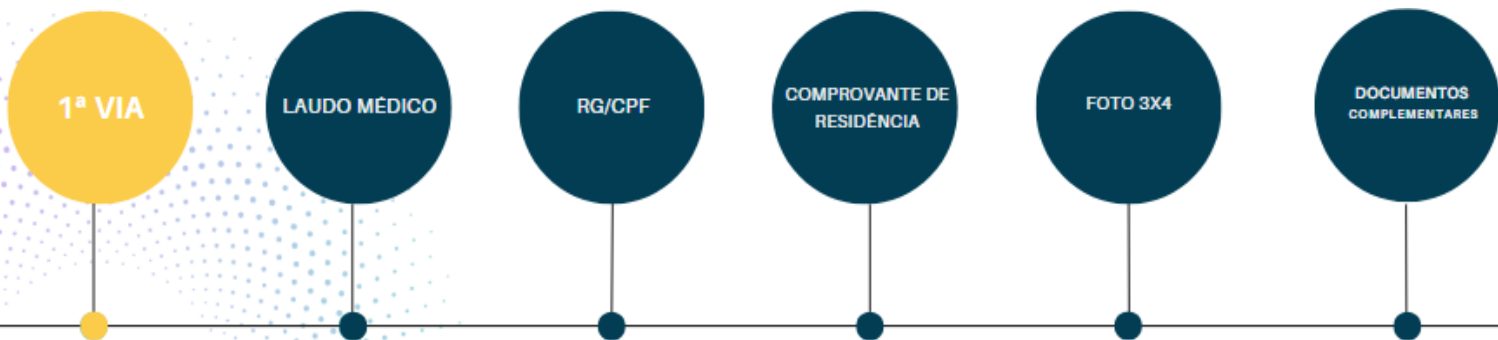 1ª VIA
LAUDO MÉDICO
RG/CPF
COMPROVANTE DE
RESIDÊNCIA
FOTO 3X4
DOCUMENTOS
COMPLEMENTARES